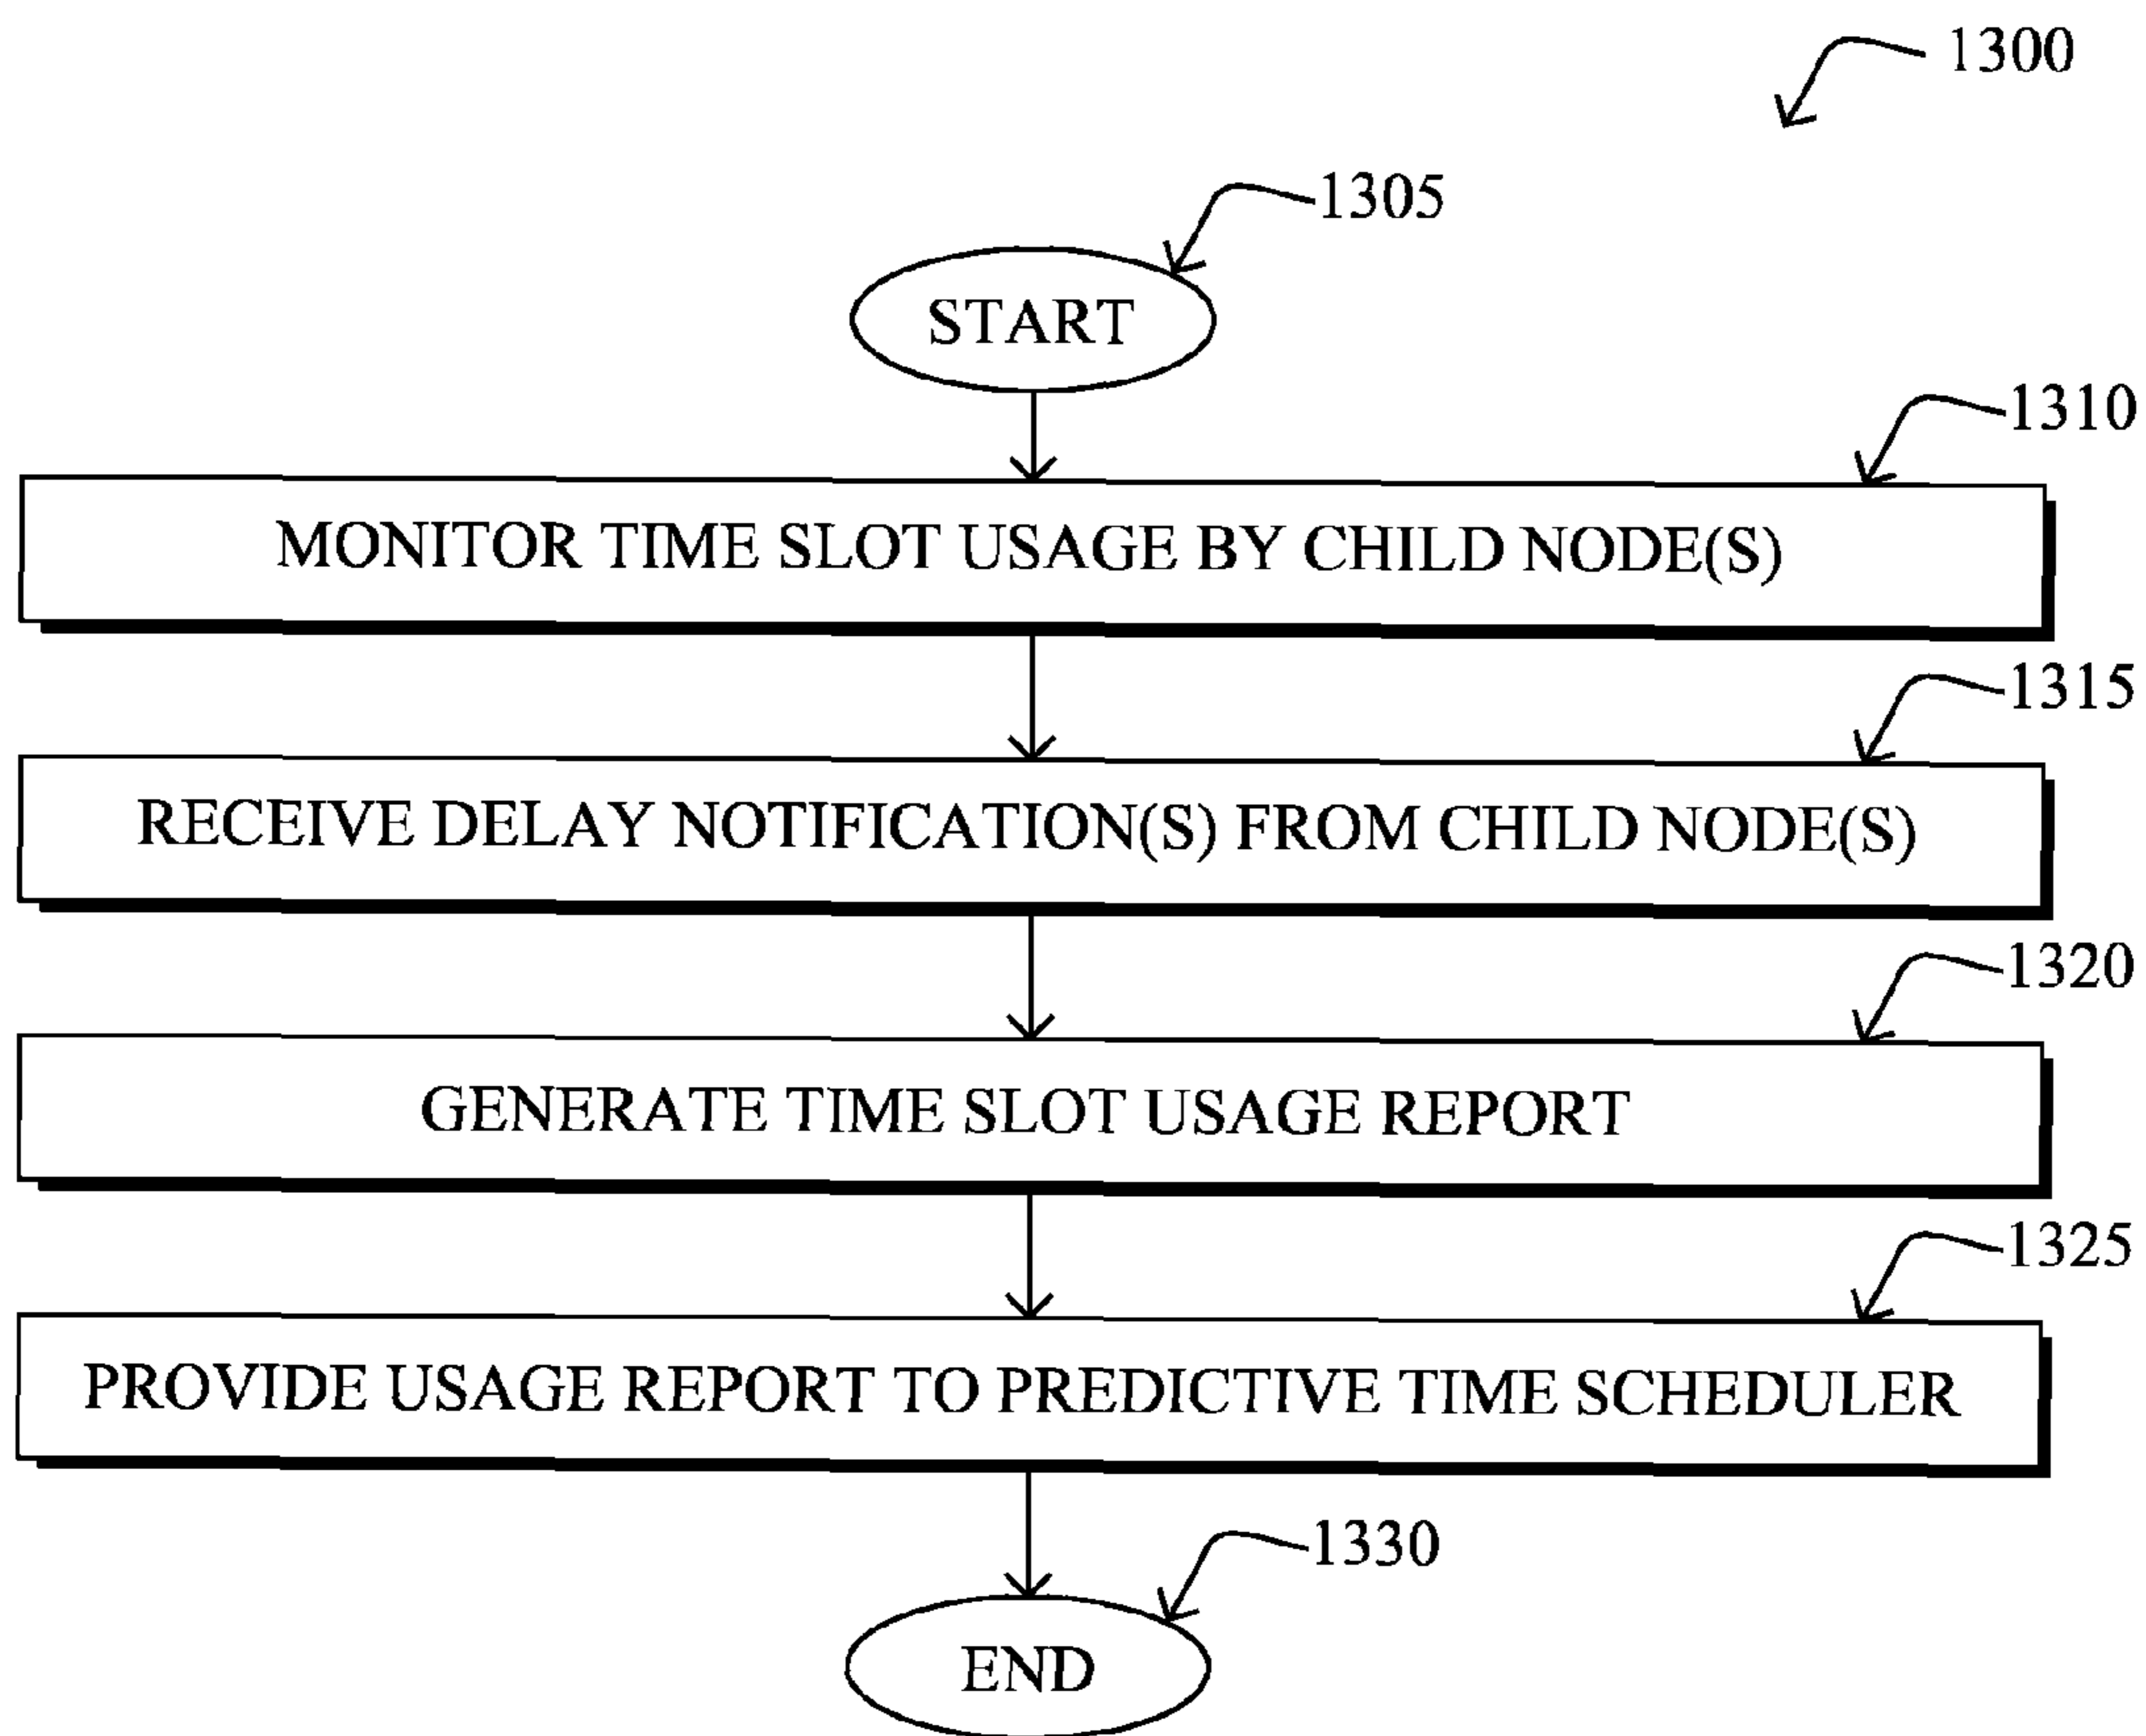 1300
1305
START
1310
MONITOR TIME SLOT USAGE BY CHILD NODE(S)
1315
RECEIVE DELAY NOTIFICATION(S) FROM CHILD NODE(S)
1320
GENERATE TIME SLOT USAGE REPORT
1325
PROVIDE USAGE REPORT TO PREDICTIVE TIME SCHEDULER
1330
END